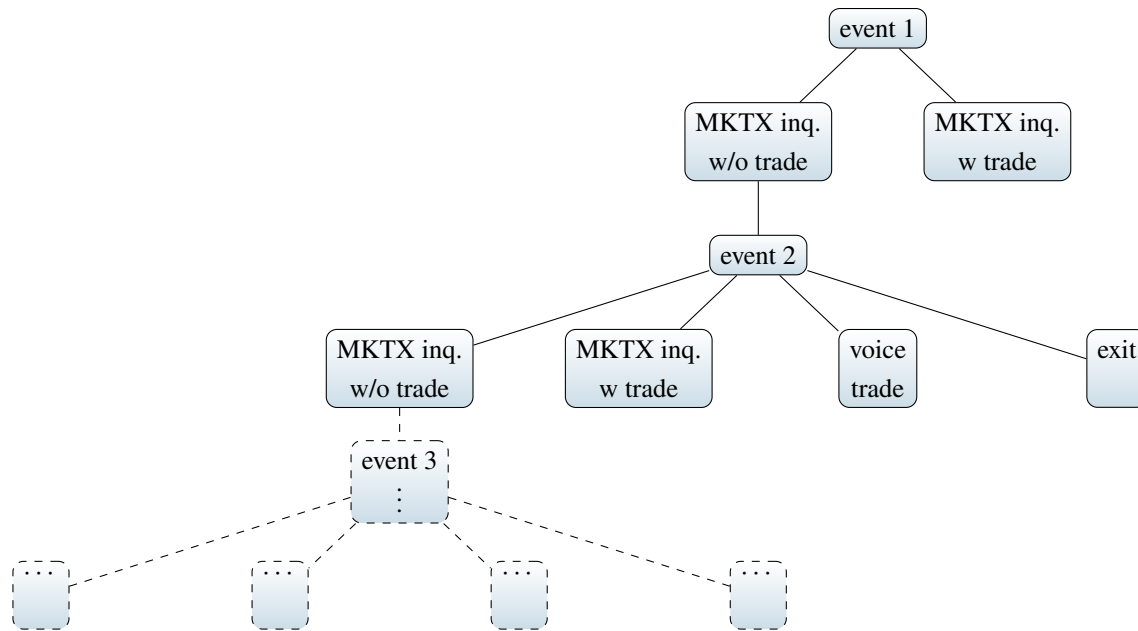 event 1
MKTX inq.
w/o trade
MKTX inq.
w trade
event 2
MKTX inq.
w/o trade
MKTX inq.
w trade
voice
trade
exit
event 3
⋮
···
···
···
···